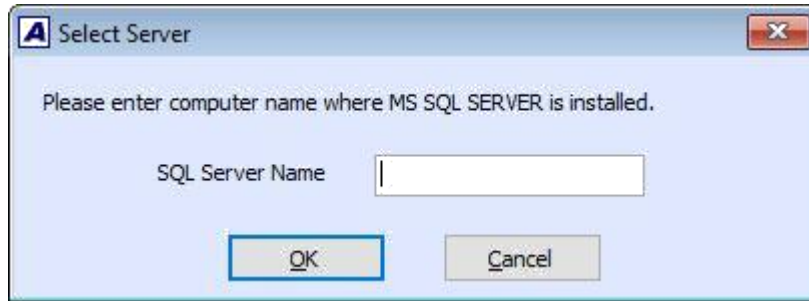 A Select Server
Please enter computer name where MS SQL SERVER is installed.
SQL Server Name
OK Cancel